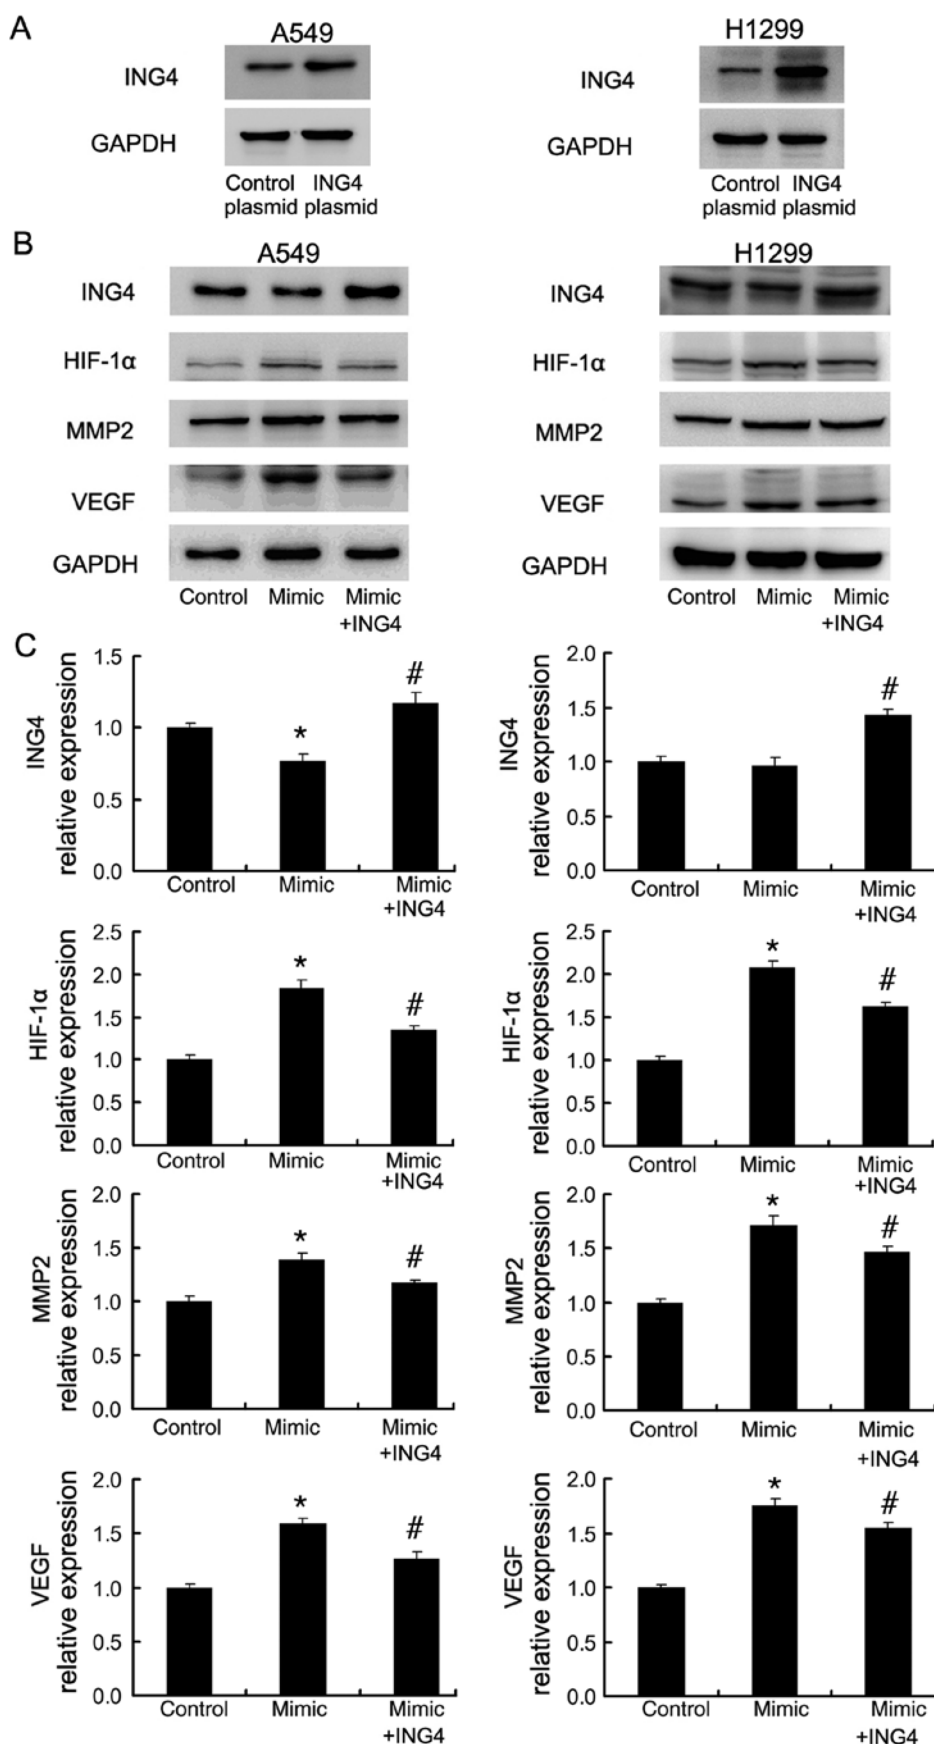 A
A549
H1299
ING4
ING4
GAPDH
GAPDH
Control plasmid
ING4 plasmid
Control plasmid
ING4 plasmid
B
A549
H1299
ING4
HIF-1α
MMP2
VEGF
GAPDH
Control
Mimic
Mimic
+ING4
ING4
HIF-1α
MMP2
VEGF
GAPDH
Control
Mimic
Mimic
+ING4
C
ING4
relative expression
1.5
1.0
0.5
0.0
*
#
Control
Mimic
Mimic
+ING4
ING4
relative expression
2.0
1.5
1.0
0.5
0.0
#
Control
Mimic
Mimic
+ING4
HIF-1α
relative expression
2.5
2.0
1.5
1.0
0.5
0.0
*
#
Control
Mimic
Mimic
+ING4
HIF-1α
relative expression
2.5
2.0
1.5
1.0
0.5
0.0
*
#
Control
Mimic
Mimic
+ING4
MMP2
relative expression
2.0
1.5
1.0
0.5
0.0
*
#
Control
Mimic
Mimic
+ING4
MMP2
relative expression
2.0
1.5
1.0
0.5
0.0
*
#
Control
Mimic
Mimic
+ING4
VEGF
relative expression
2.0
1.5
1.0
0.5
0.0
*
#
Control
Mimic
Mimic
+ING4
VEGF
relative expression
2.0
1.5
1.0
0.5
0.0
*
#
Control
Mimic
Mimic
+ING4